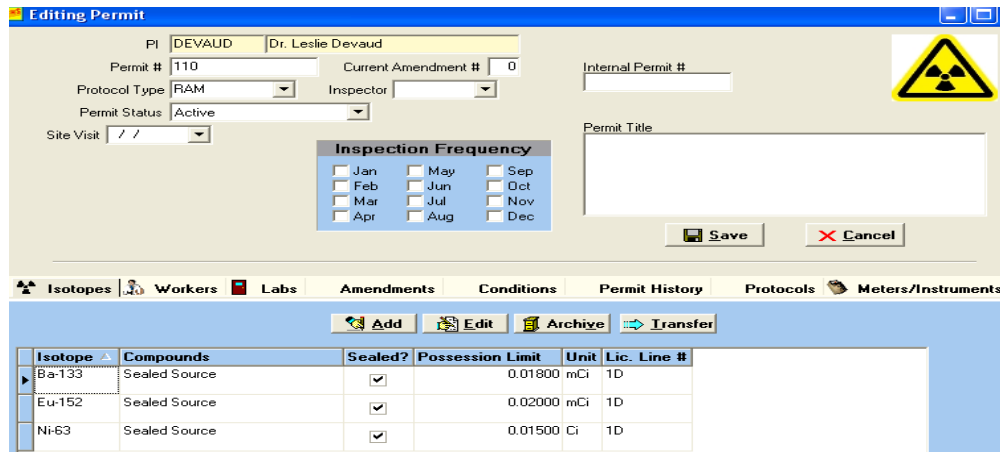 Editing Permit
PI DEVAUD Dr. Leslie Devaud
Permit # 110 Current Amendment # 0 Internal Permit #
Protocol Type RAM Inspector
Permit Status Active
Site Visit / /
Permit Title
Inspection Frequency
Jan May Sep
Feb Jun Oct
Mar Jul Nov
Apr Aug Dec
Save Cancel
Isotopes Workers Labs Amendments Conditions Permit History Protocols Meters/Instruments
Add Edit Archive Transfer
Isotope Compounds Sealed? Possession Limit Unit Lic. Line #
Ba-133 Sealed Source 0.01800 mCi 1D
Eu-152 Sealed Source 0.02000 mCi 1D
Ni-63 Sealed Source 0.01500 Ci 1D